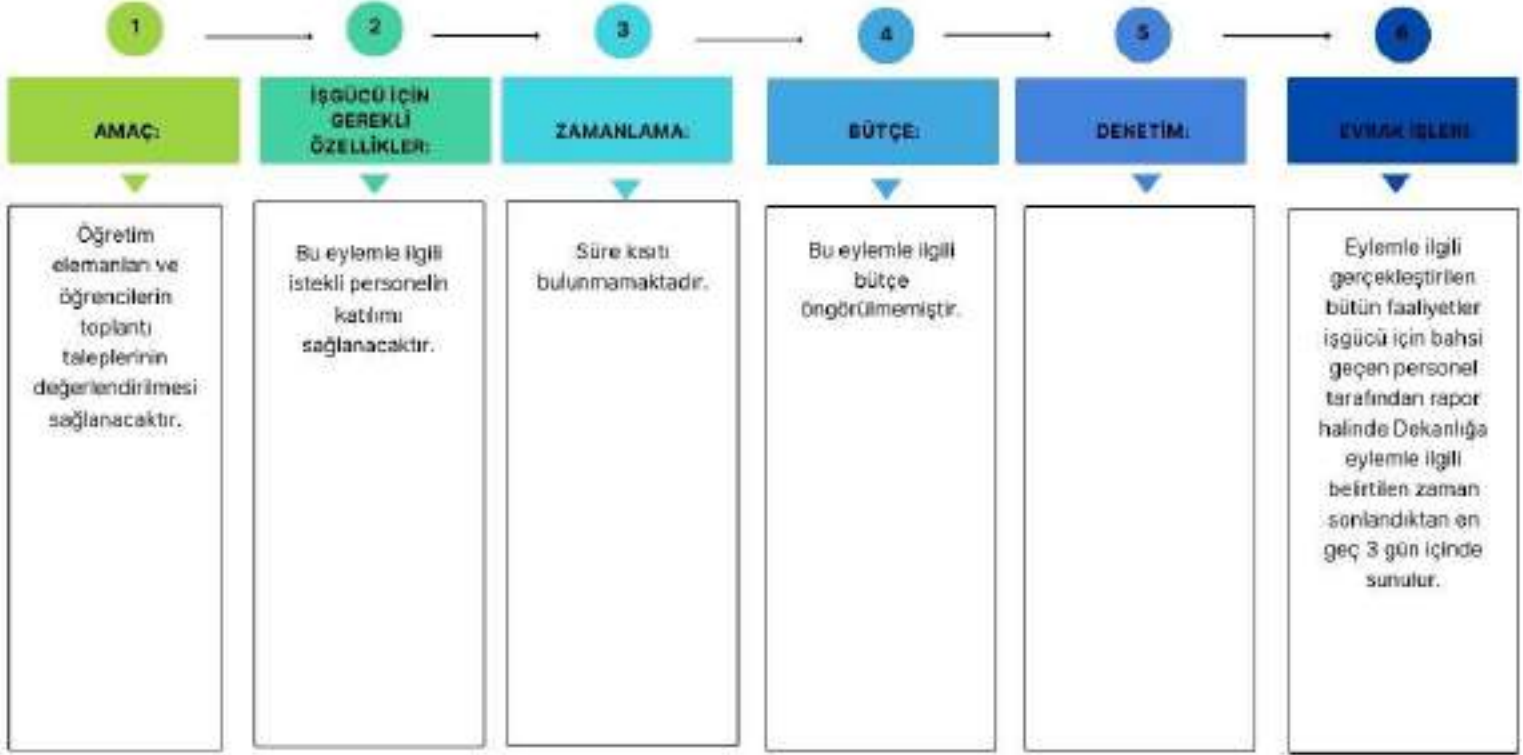 1
2
3
4
5
6
AMAÇ:
İŞGÜCÜ İÇİN
GEREKLİ
ÖZELLİKLER:
ZAMANLAMA:
BÜTÇE:
DENETİM:
EVRAK İŞLERİ:
Öğretim
elemanları ve
öğrencilerin
toplantı
taleplerinin
değerlendirilmesi
sağlanacaktır.
Bu eylemle ilgili
istekli personelin
katılımı
sağlanacaktır.
Süre kısıtı
bulunmamaktadır.
Bu eylemle ilgili
bütçe
öngörülmemiştir.
Eylemle ilgili
gerçekleştirilen
bütün faaliyetler
işgücü için bahsi
geçen personel
tarafından rapor
halinde Dekanlığa
eylemle ilgili
belirtilen zaman
sonlandıktan en
geç 3 gün içinde
sunulur.